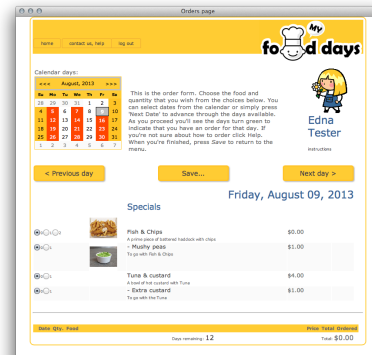 Orders page
home contact us, help log out
MY
food days
Calendar days:
<<< August, 2013 >>>
Su Mo Tu We Th Fr Sa
28 29 30 31 1 2 3
4 5 6 7 8 9 10
11 12 13 14 15 16 17
18 19 20 21 22 23 24
25 26 27 28 29 30 31
1 2 3 4 5 6 7
This is the order form. Choose the food and
quantity that you wish from the choices below. You
can select dates from the calendar or simply press
'Next Date' to advance through the days available.
As you proceed you'll see the days turn green to
indicate that you have an order for that day. If
you're not sure about how to order click Help.
When you're finished, press Save to return to the
menu.
Edna
Tester
Instructions
< Previous day Save... Next day >
Friday, August 09, 2013
Specials
0 1 2 Fish & Chips $0.00
A prime piece of battered haddock with chips
0 1 - Mushy peas $1.00
To go with Fish & Chips
0 1 Tuna & custard $4.00
A bowl of hot custard with Tuna
0 1 - Extra custard $1.00
To go with the Tuna
Date Qty. Food Price Total Ordered
Days remaining: 12 Total: $0.00